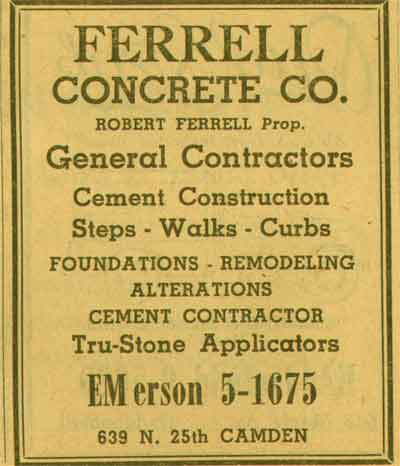 FERRELL
CONCRETE CO.
ROBERT FERRELL Prop.
General Contractors
Cement Construction
Steps - Walks - Curbs
FOUNDATIONS - REMODELING
ALTERATIONS
CEMENT CONTRACTOR
Tru-Stone Applicators
EMerson 5-1675
639 N. 25th CAMDEN